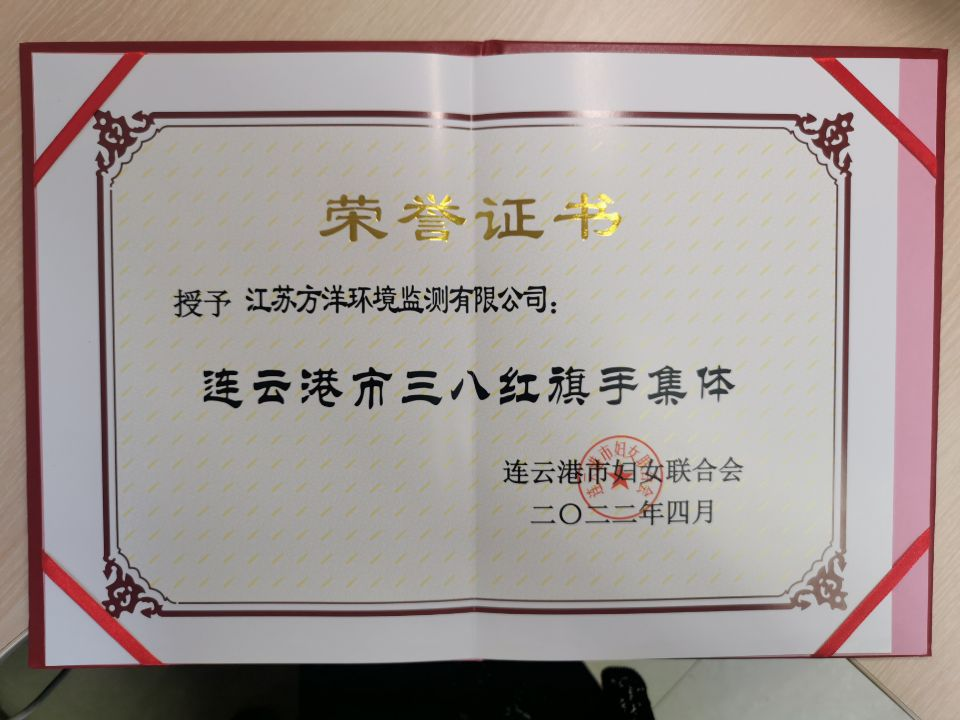 荣誉证书
授予 江苏方洋环境监测有限公司：
连云港市三八红旗手集体
连云港市妇女联合会
二〇二二年四月